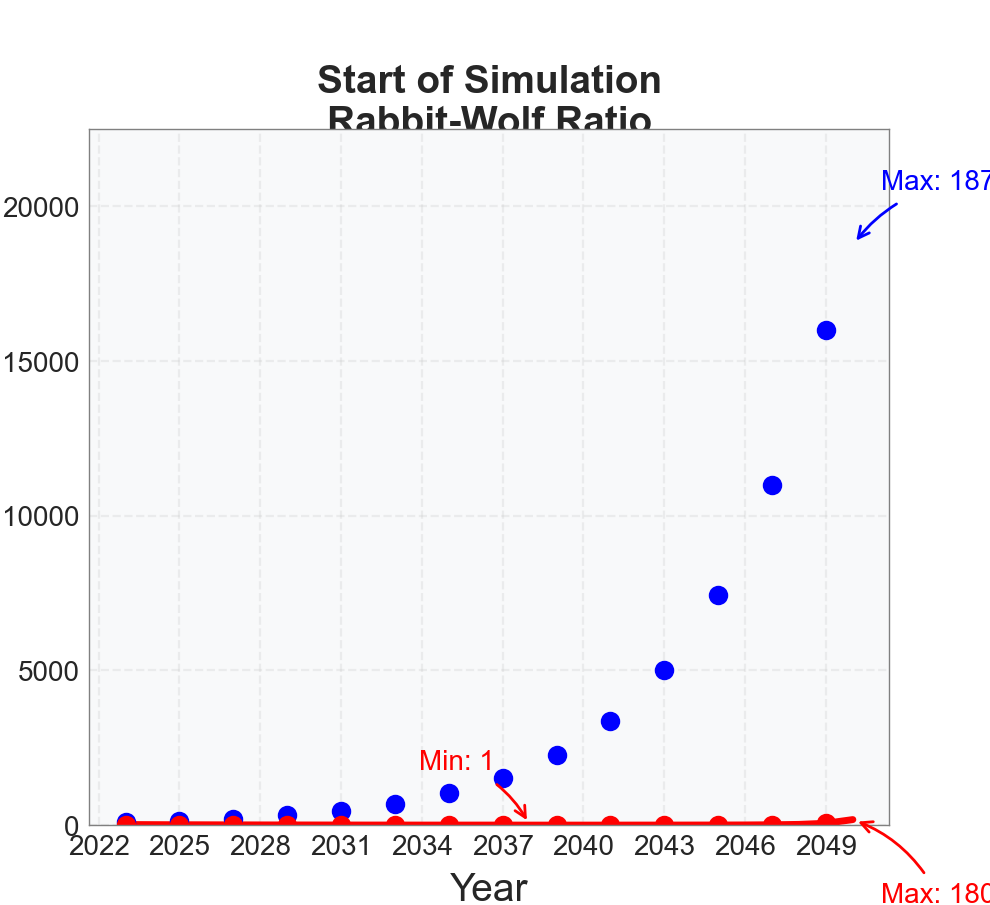 Start of Simulation
Rabbit-Wolf Ratio
Max: 187
20000
15000
10000
5000
Min: 1
0
2022 2025 2028 2031 2034 2037 2040 2043 2046 2049
Year
Max: 180